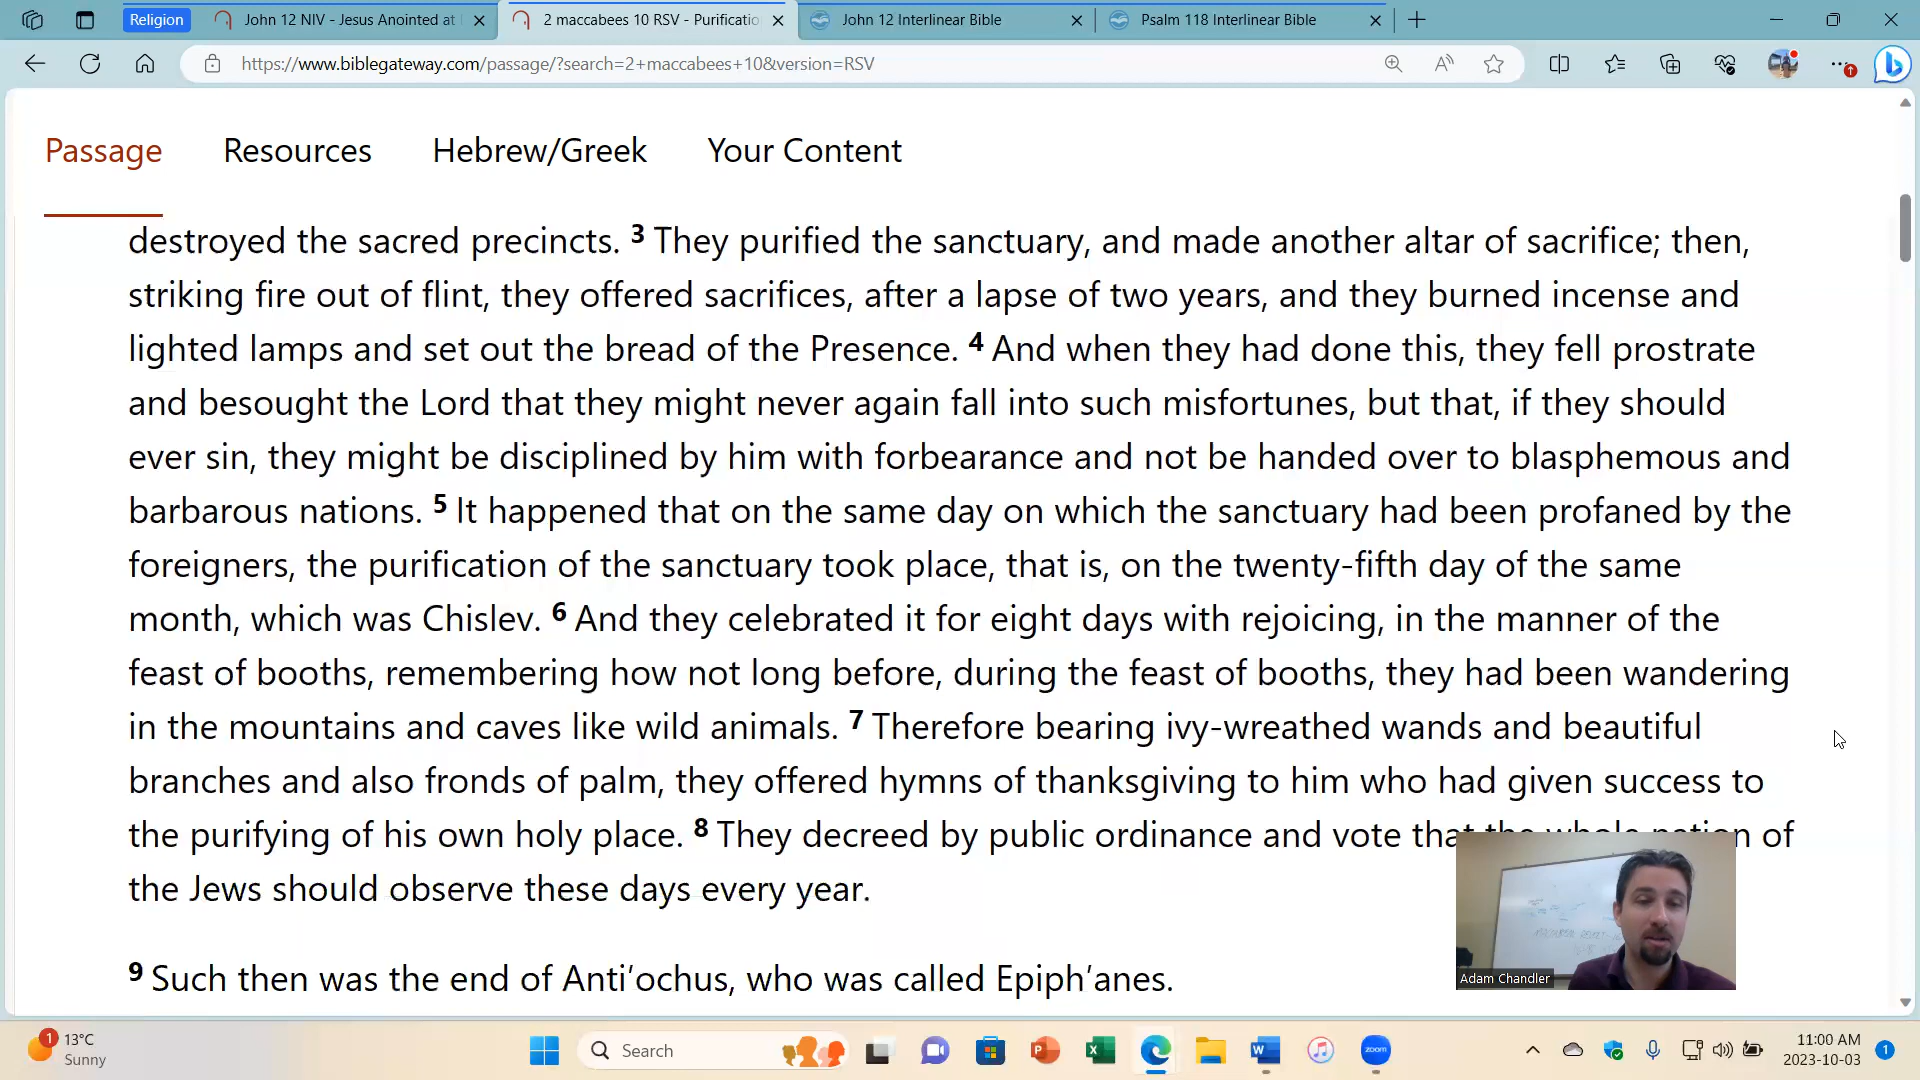 Religion
John 12 NIV - Jesus Anointed at
2 maccabees 10 RSV - Purificatio
John 12 Interlinear Bible
Psalm 118 Interlinear Bible
https://www.biblegateway.com/passage/?search=2+maccabees+10&version=RSV
Passage
Resources
Hebrew/Greek
Your Content
destroyed the sacred precincts. 3 They purified the sanctuary, and made another altar of sacrifice; then,
striking fire out of flint, they offered sacrifices, after a lapse of two years, and they burned incense and
lighted lamps and set out the bread of the Presence. 4 And when they had done this, they fell prostrate
and besought the Lord that they might never again fall into such misfortunes, but that, if they should
ever sin, they might be disciplined by him with forbearance and not be handed over to blasphemous and
barbarous nations. 5 It happened that on the same day on which the sanctuary had been profaned by the
foreigners, the purification of the sanctuary took place, that is, on the twenty-fifth day of the same
month, which was Chislev. 6 And they celebrated it for eight days with rejoicing, in the manner of the
feast of booths, remembering how not long before, during the feast of booths, they had been wandering
in the mountains and caves like wild animals. 7 Therefore bearing ivy-wreathed wands and beautiful
branches and also fronds of palm, they offered hymns of thanksgiving to him who had given success to
the purifying of his own holy place. 8 They decreed by public ordinance and vote that the whole nation of
the Jews should observe these days every year.
9 Such then was the end of Anti′ochus, who was called Epiph′anes.
Adam Chandler
1
13°C
Sunny
Search
zoom
11:00 AM
2023-10-03
1